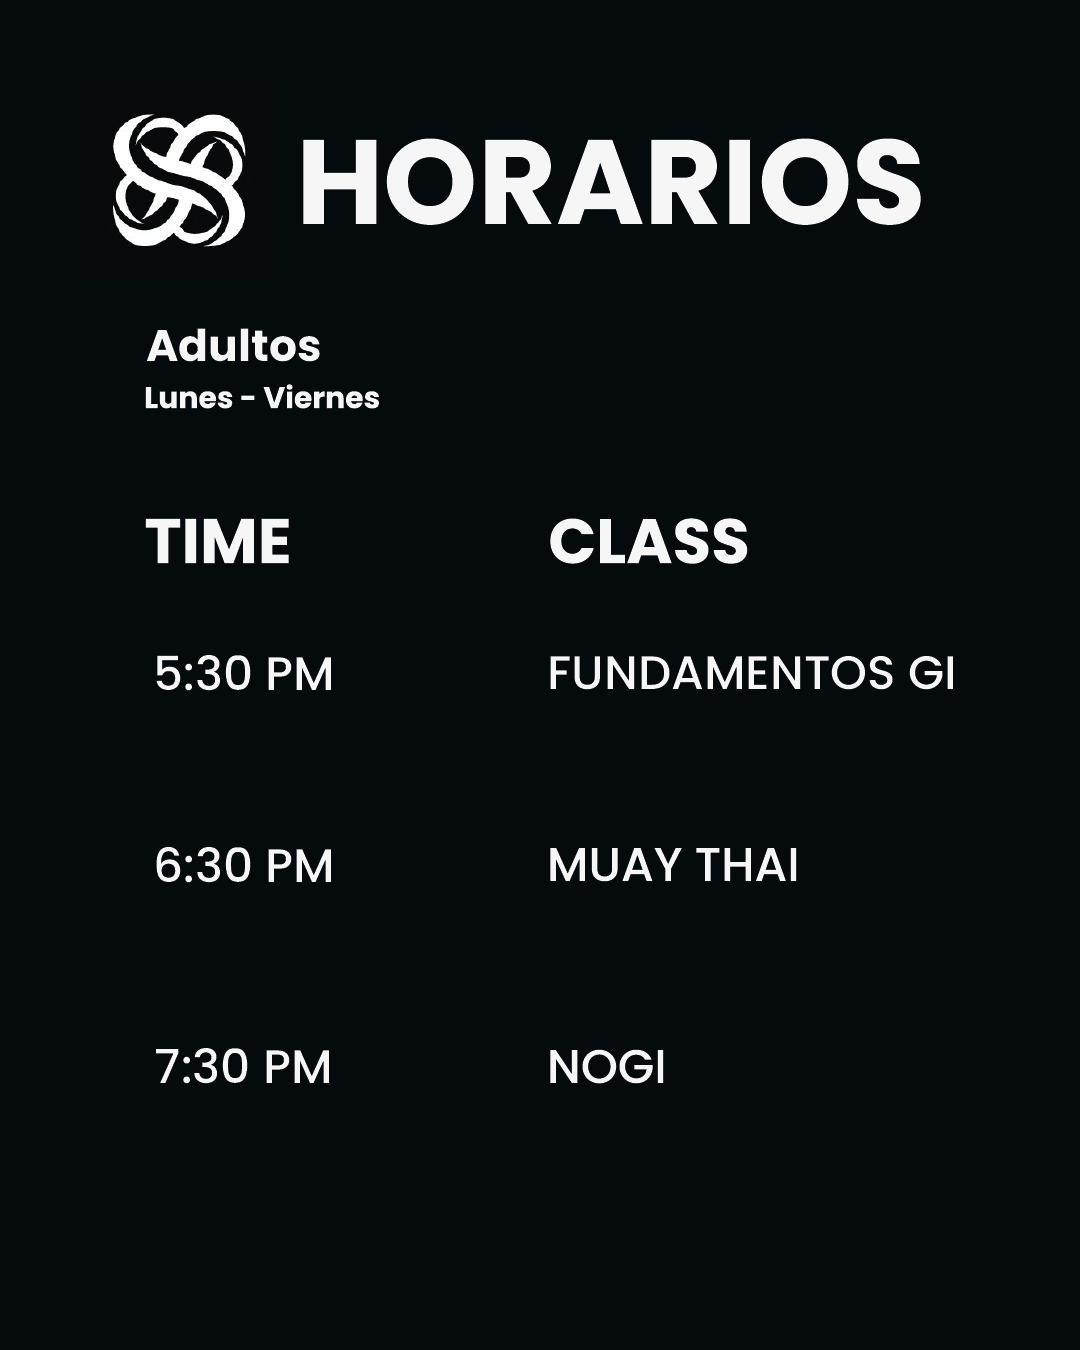 HORARIOS
Adultos
Lunes - Viernes
TIME CLASS
5:30 PM FUNDAMENTOS GI
6:30 PM MUAY THAI
7:30 PM NOGI